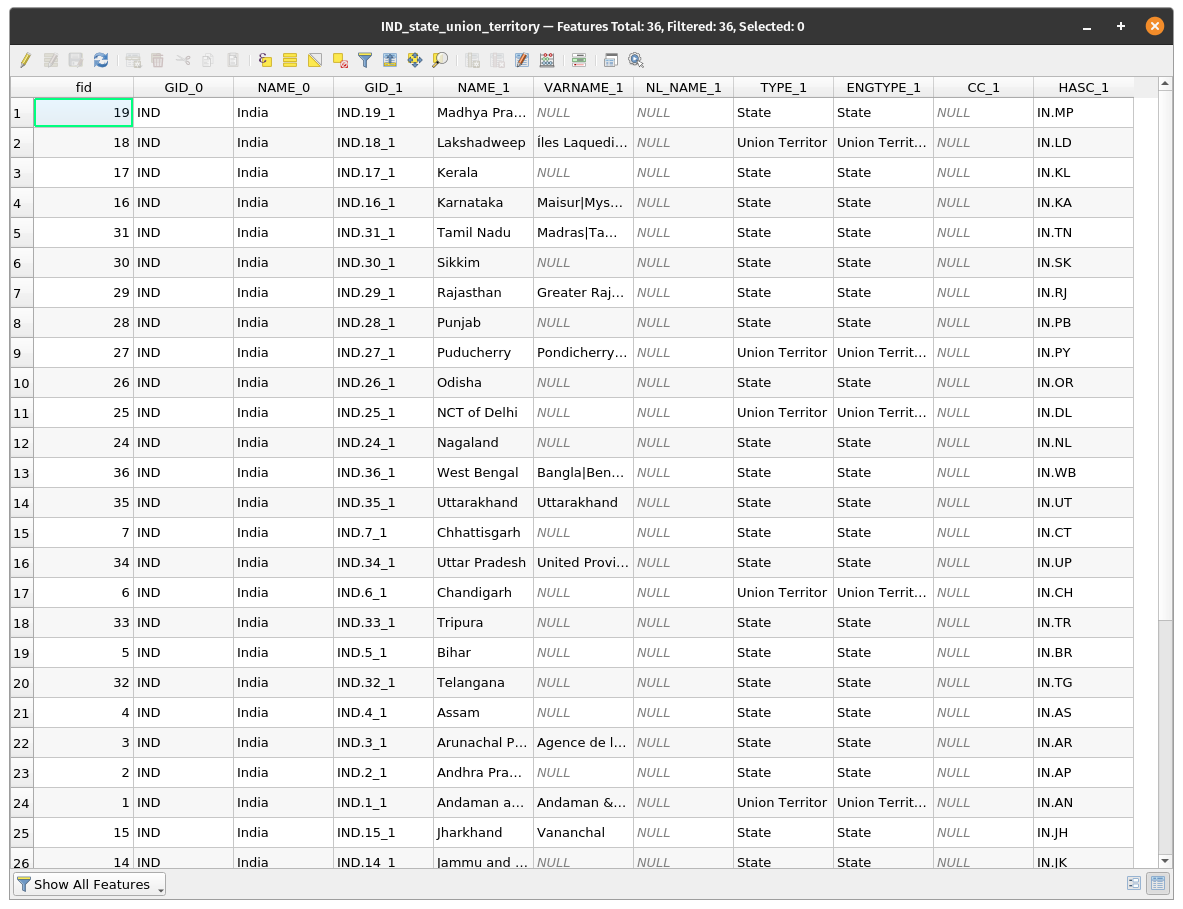 IND_state_union_territory — Features Total: 36, Filtered: 36, Selected: 0
fid GID_0 NAME_0 GID_1 NAME_1 VARNAME_1 NL_NAME_1 TYPE_1 ENGTYPE_1 CC_1 HASC_1
1 19 IND India IND.19_1 Madhya Pra... NULL NULL State State NULL IN.MP
2 18 IND India IND.18_1 Lakshadweep Íles Laquedi... NULL Union Territor Union Territ... NULL IN.LD
3 17 IND India IND.17_1 Kerala NULL NULL State State NULL IN.KL
4 16 IND India IND.16_1 Karnataka Maisur|Mys... NULL State State NULL IN.KA
5 31 IND India IND.31_1 Tamil Nadu Madras|Ta... NULL State State NULL IN.TN
6 30 IND India IND.30_1 Sikkim NULL NULL State State NULL IN.SK
7 29 IND India IND.29_1 Rajasthan Greater Raj... NULL State State NULL IN.RJ
8 28 IND India IND.28_1 Punjab NULL NULL State State NULL IN.PB
9 27 IND India IND.27_1 Puducherry Pondicherry... NULL Union Territor Union Territ... NULL IN.PY
10 26 IND India IND.26_1 Odisha NULL NULL State State NULL IN.OR
11 25 IND India IND.25_1 NCT of Delhi NULL NULL Union Territor Union Territ... NULL IN.DL
12 24 IND India IND.24_1 Nagaland NULL NULL State State NULL IN.NL
13 36 IND India IND.36_1 West Bengal Bangla|Ben... NULL State State NULL IN.WB
14 35 IND India IND.35_1 Uttarakhand Uttarakhand NULL State State NULL IN.UT
15 7 IND India IND.7_1 Chhattisgarh NULL NULL State State NULL IN.CT
16 34 IND India IND.34_1 Uttar Pradesh United Provi... NULL State State NULL IN.UP
17 6 IND India IND.6_1 Chandigarh NULL NULL Union Territor Union Territ... NULL IN.CH
18 33 IND India IND.33_1 Tripura NULL NULL State State NULL IN.TR
19 5 IND India IND.5_1 Bihar NULL NULL State State NULL IN.BR
20 32 IND India IND.32_1 Telangana NULL NULL State State NULL IN.TG
21 4 IND India IND.4_1 Assam NULL NULL State State NULL IN.AS
22 3 IND India IND.3_1 Arunachal P... Agence de l... NULL State State NULL IN.AR
23 2 IND India IND.2_1 Andhra Pra... NULL NULL State State NULL IN.AP
24 1 IND India IND.1_1 Andaman a... Andaman &... NULL Union Territor Union Territ... NULL IN.AN
25 15 IND India IND.15_1 Jharkhand Vananchal NULL State State NULL IN.JH
26 14 IND India IND.14_1 Jammu and ... NULL NULL State State NULL IN.JK
Show All Features